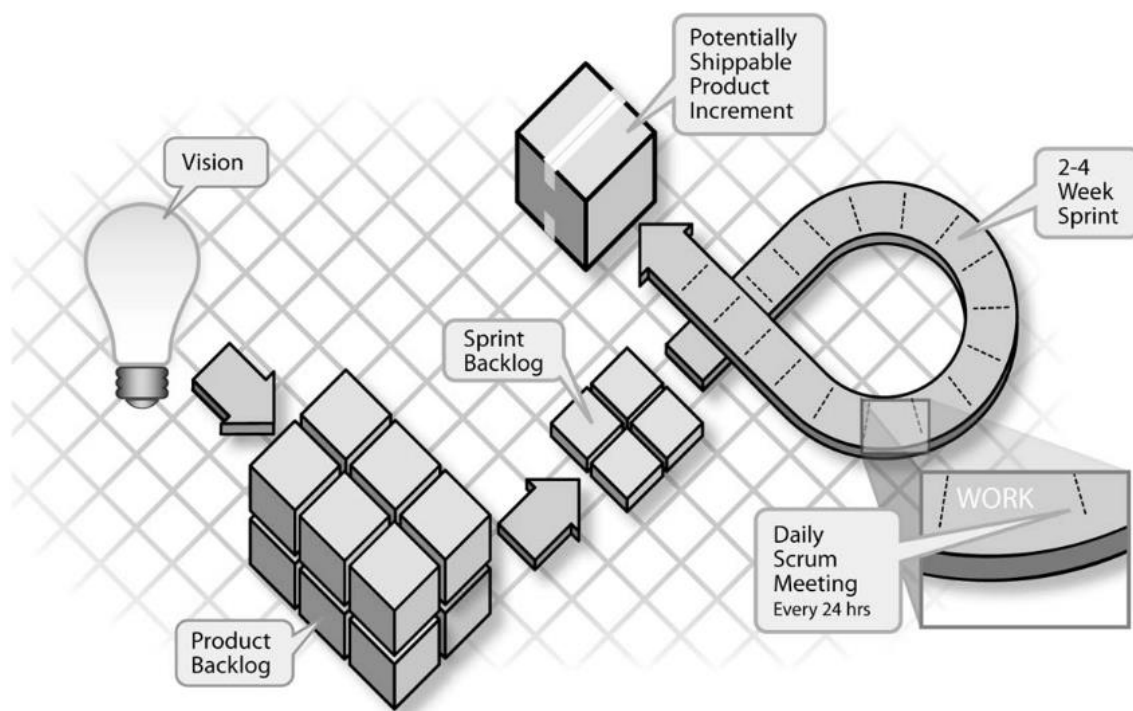 Vision
Product
Backlog
Sprint
Backlog
Potentially
Shippable
Product
Increment
2-4
Week
Sprint
WORK
Daily
Scrum
Meeting
Every 24 hrs